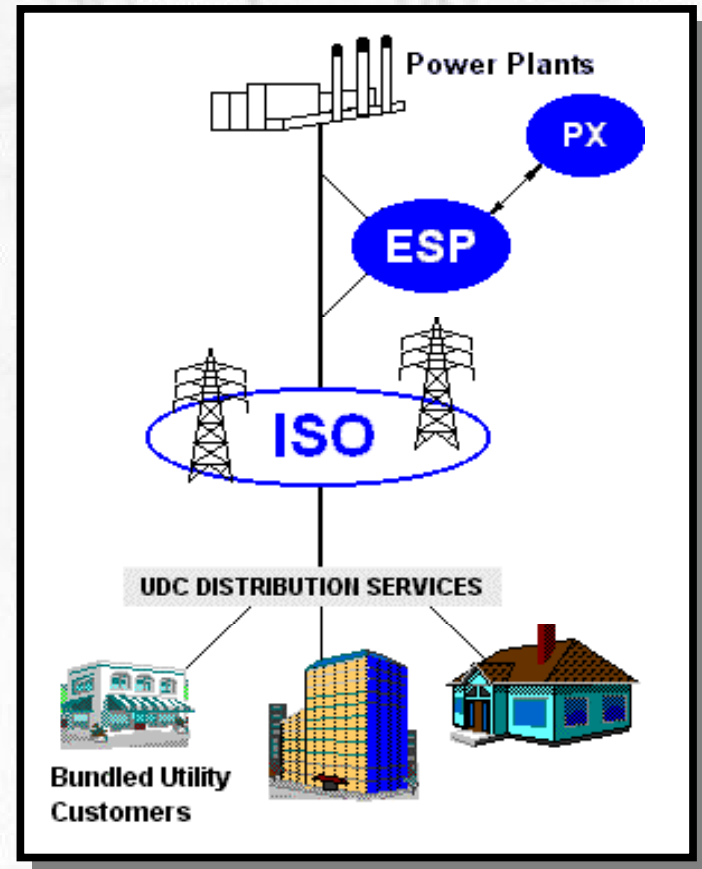 Power Plants
PX
ESP
ISO
UDC DISTRIBUTION SERVICES
Bundled Utility
Customers